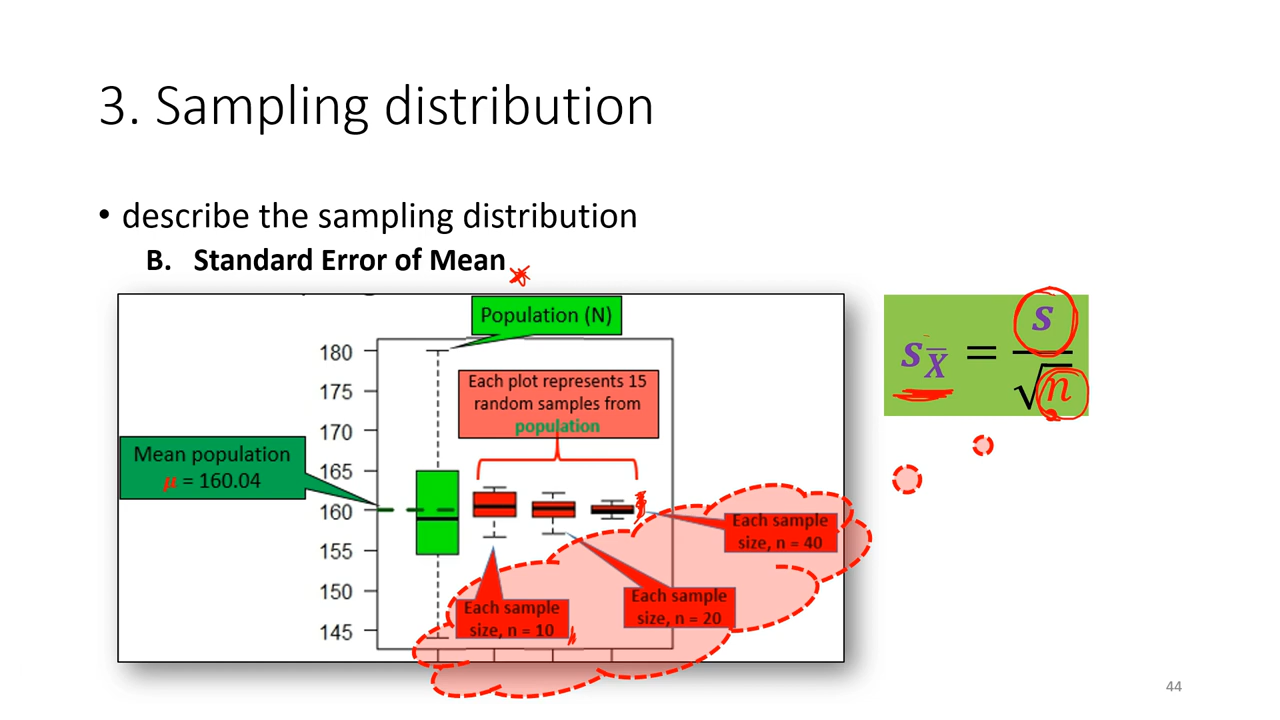 3. Sampling distribution
• describe the sampling distribution
B. Standard Error of Mean
Population (N)
180
175
170
165
160
155
150
145
Each plot represents 15
random samples from
population
Mean population
μ = 160.04
Each sample
size, n = 40
Each sample
size, n = 20
Each sample
size, n = 10
s_X̅ = s / √n
44